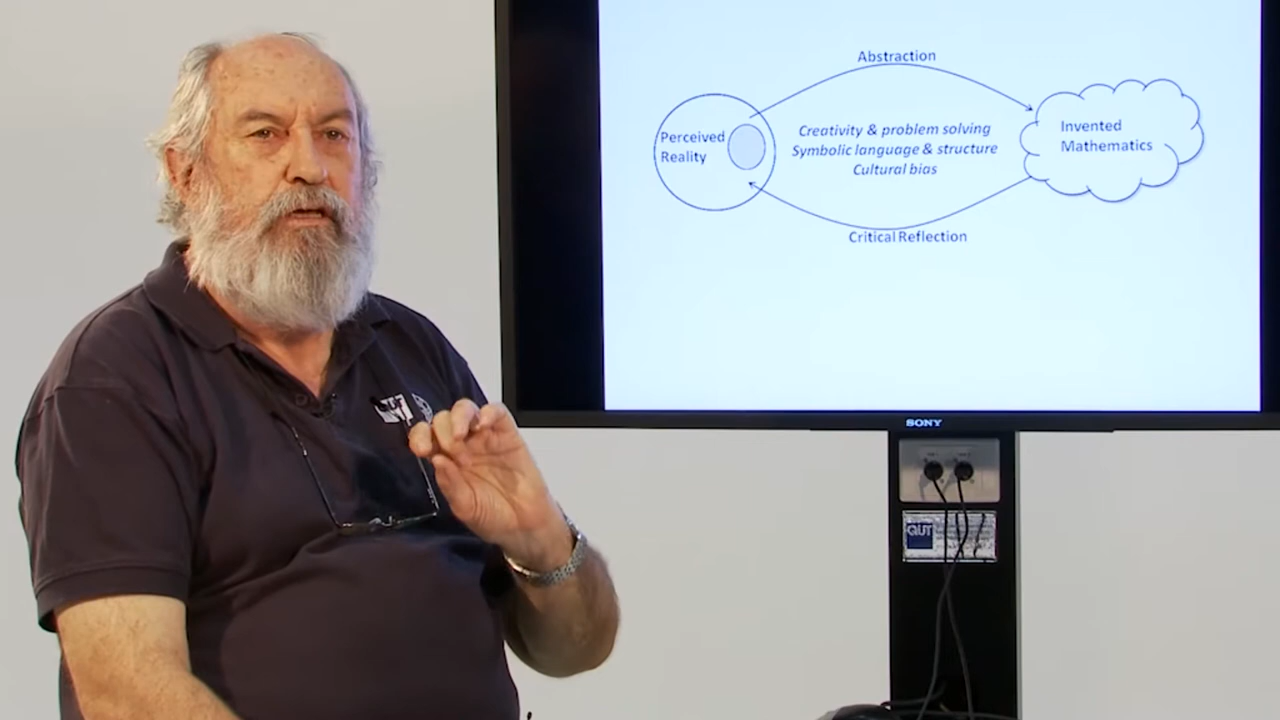 Abstraction
Perceived
Reality
Creativity & problem solving
Symbolic language & structure
Cultural bias
Invented
Mathematics
Critical Reflection
SONY
QUT